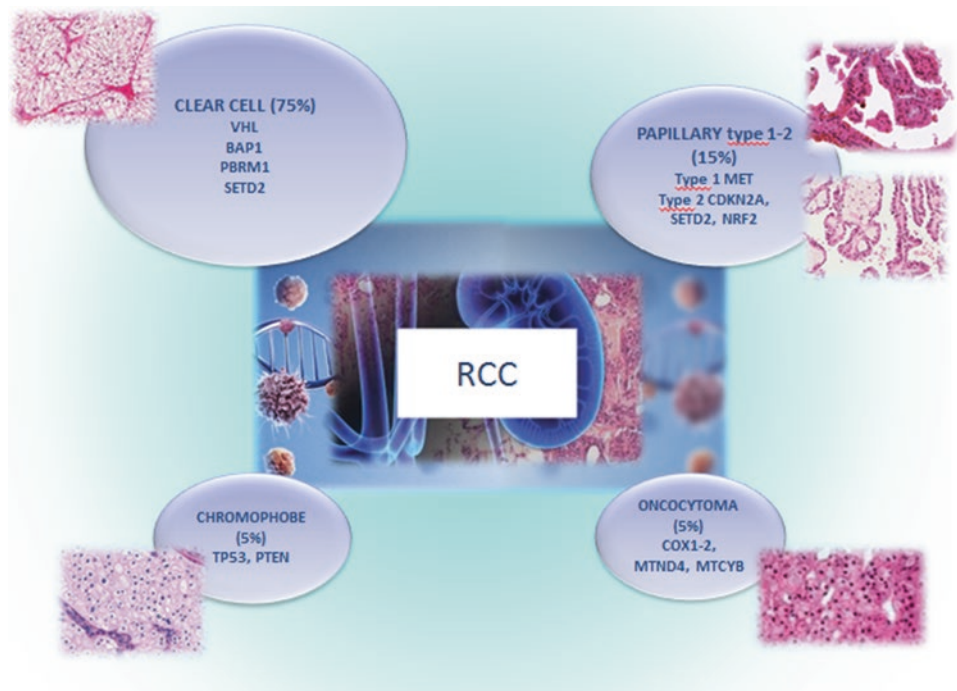 CLEAR CELL (75%)
VHL
BAP1
PBRM1
SETD2
PAPILLARY type 1-2
(15%)
Type 1 MET
Type 2 CDKN2A,
SETD2, NRF2
RCC
CHROMOPHOBE
(5%)
TP53, PTEN
ONCOCYTOMA
(5%)
COX1-2,
MTND4, MTCYB